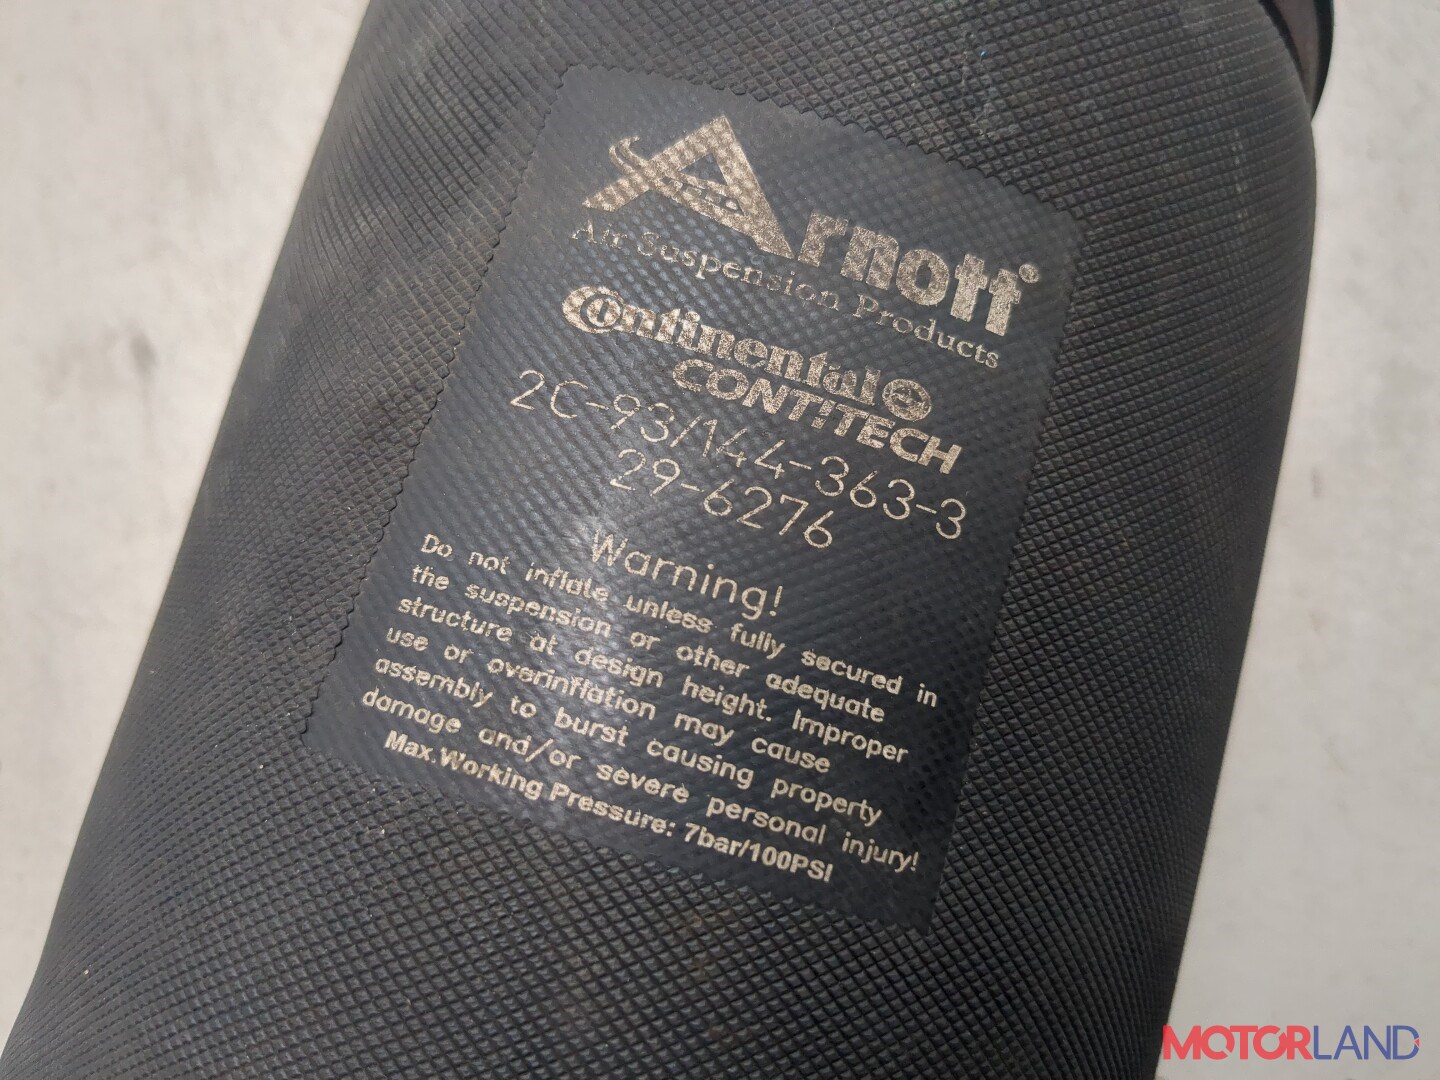 Arnott®
Air Suspension Products
Continental
CONTITECH
2C-93/144-363-3
29-6276
Warning!
Do not inflate unless fully secured in
the suspension or other adequate
structure at design height. Improper
use or overinflation may cause
assembly to burst causing property
damage and/or severe personal injury!
Max.Working Pressure: 7bar/100PSI
MOTORLAND